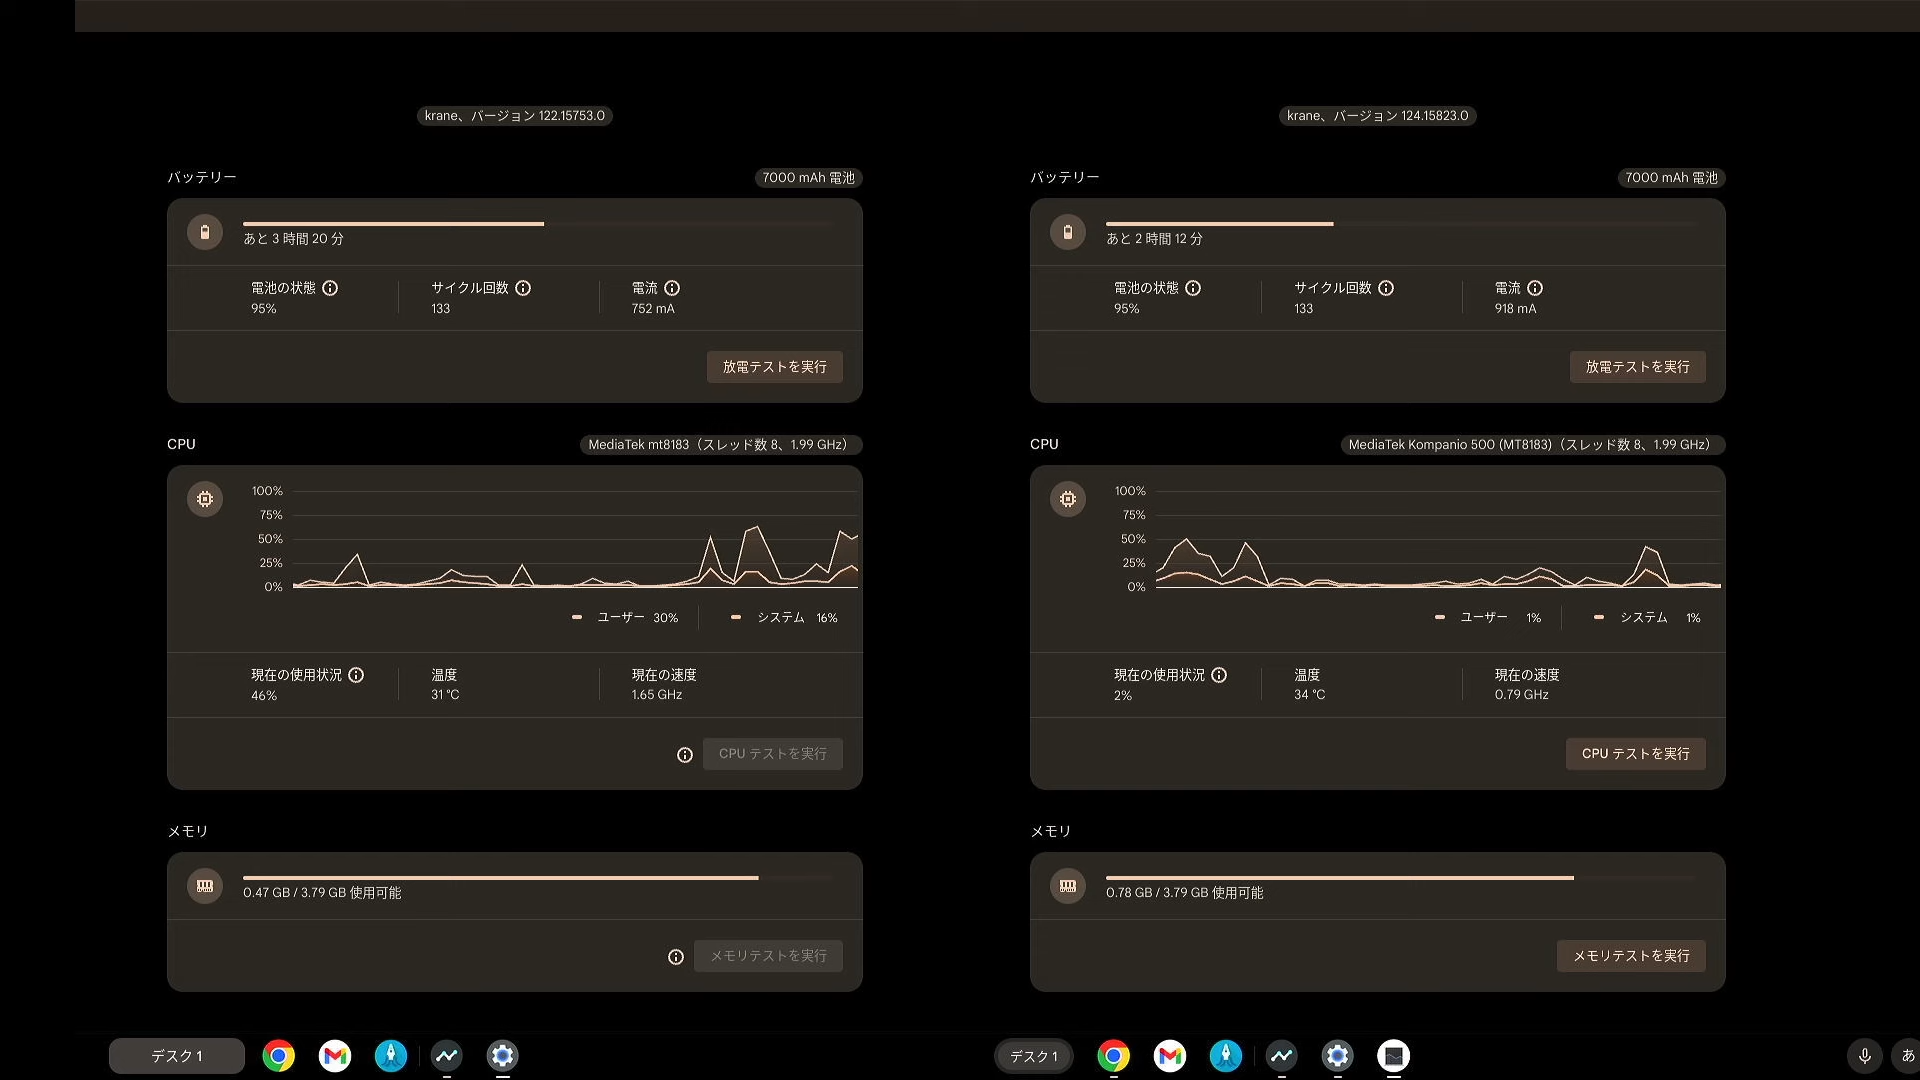 krane、バージョン 122.15753.0
バッテリー
7000 mAh 電池
あと 3 時間 20 分
電池の状態
95%
サイクル回数
133
電流
752 mA
放電テストを実行
CPU
MediaTek mt8183（スレッド数 8、1.99 GHz）
100%
75%
50%
25%
0%
ユーザー 30%
システム 16%
現在の使用状況
46%
温度
31 °C
現在の速度
1.65 GHz
CPU テストを実行
メモリ
0.47 GB / 3.79 GB 使用可能
メモリテストを実行
デスク 1
krane、バージョン 124.15823.0
バッテリー
7000 mAh 電池
あと 2 時間 12 分
電池の状態
95%
サイクル回数
133
電流
918 mA
放電テストを実行
CPU
MediaTek Kompanio 500 (MT8183)（スレッド数 8、1.99 GHz）
100%
75%
50%
25%
0%
ユーザー 1%
システム 1%
現在の使用状況
2%
温度
34 °C
現在の速度
0.79 GHz
CPU テストを実行
メモリ
0.78 GB / 3.79 GB 使用可能
メモリテストを実行
デスク 1
あ